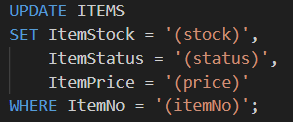 UPDATE ITEMS
SET ItemStock = '(stock)',
    ItemStatus = '(status)',
    ItemPrice = '(price)'
WHERE ItemNo = '(itemNo)';